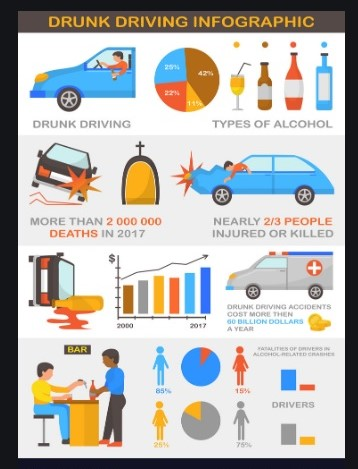 DRUNK DRIVING INFOGRAPHIC
25%
42%
22%
11%
DRUNK DRIVING
TYPES OF ALCOHOL
MORE THAN 2 000 000
DEATHS IN 2017
NEARLY 2/3 PEOPLE
INJURED OR KILLED
$
2000
2017
DRUNK DRIVING ACCIDENTS
COST MORE THEN
60 BILLION DOLLARS
A YEAR
BAR
FATALITIES OF DRIVERS IN
ALCOHOL-RELATED CRASHES
85%
15%
DRIVERS
25%
75%